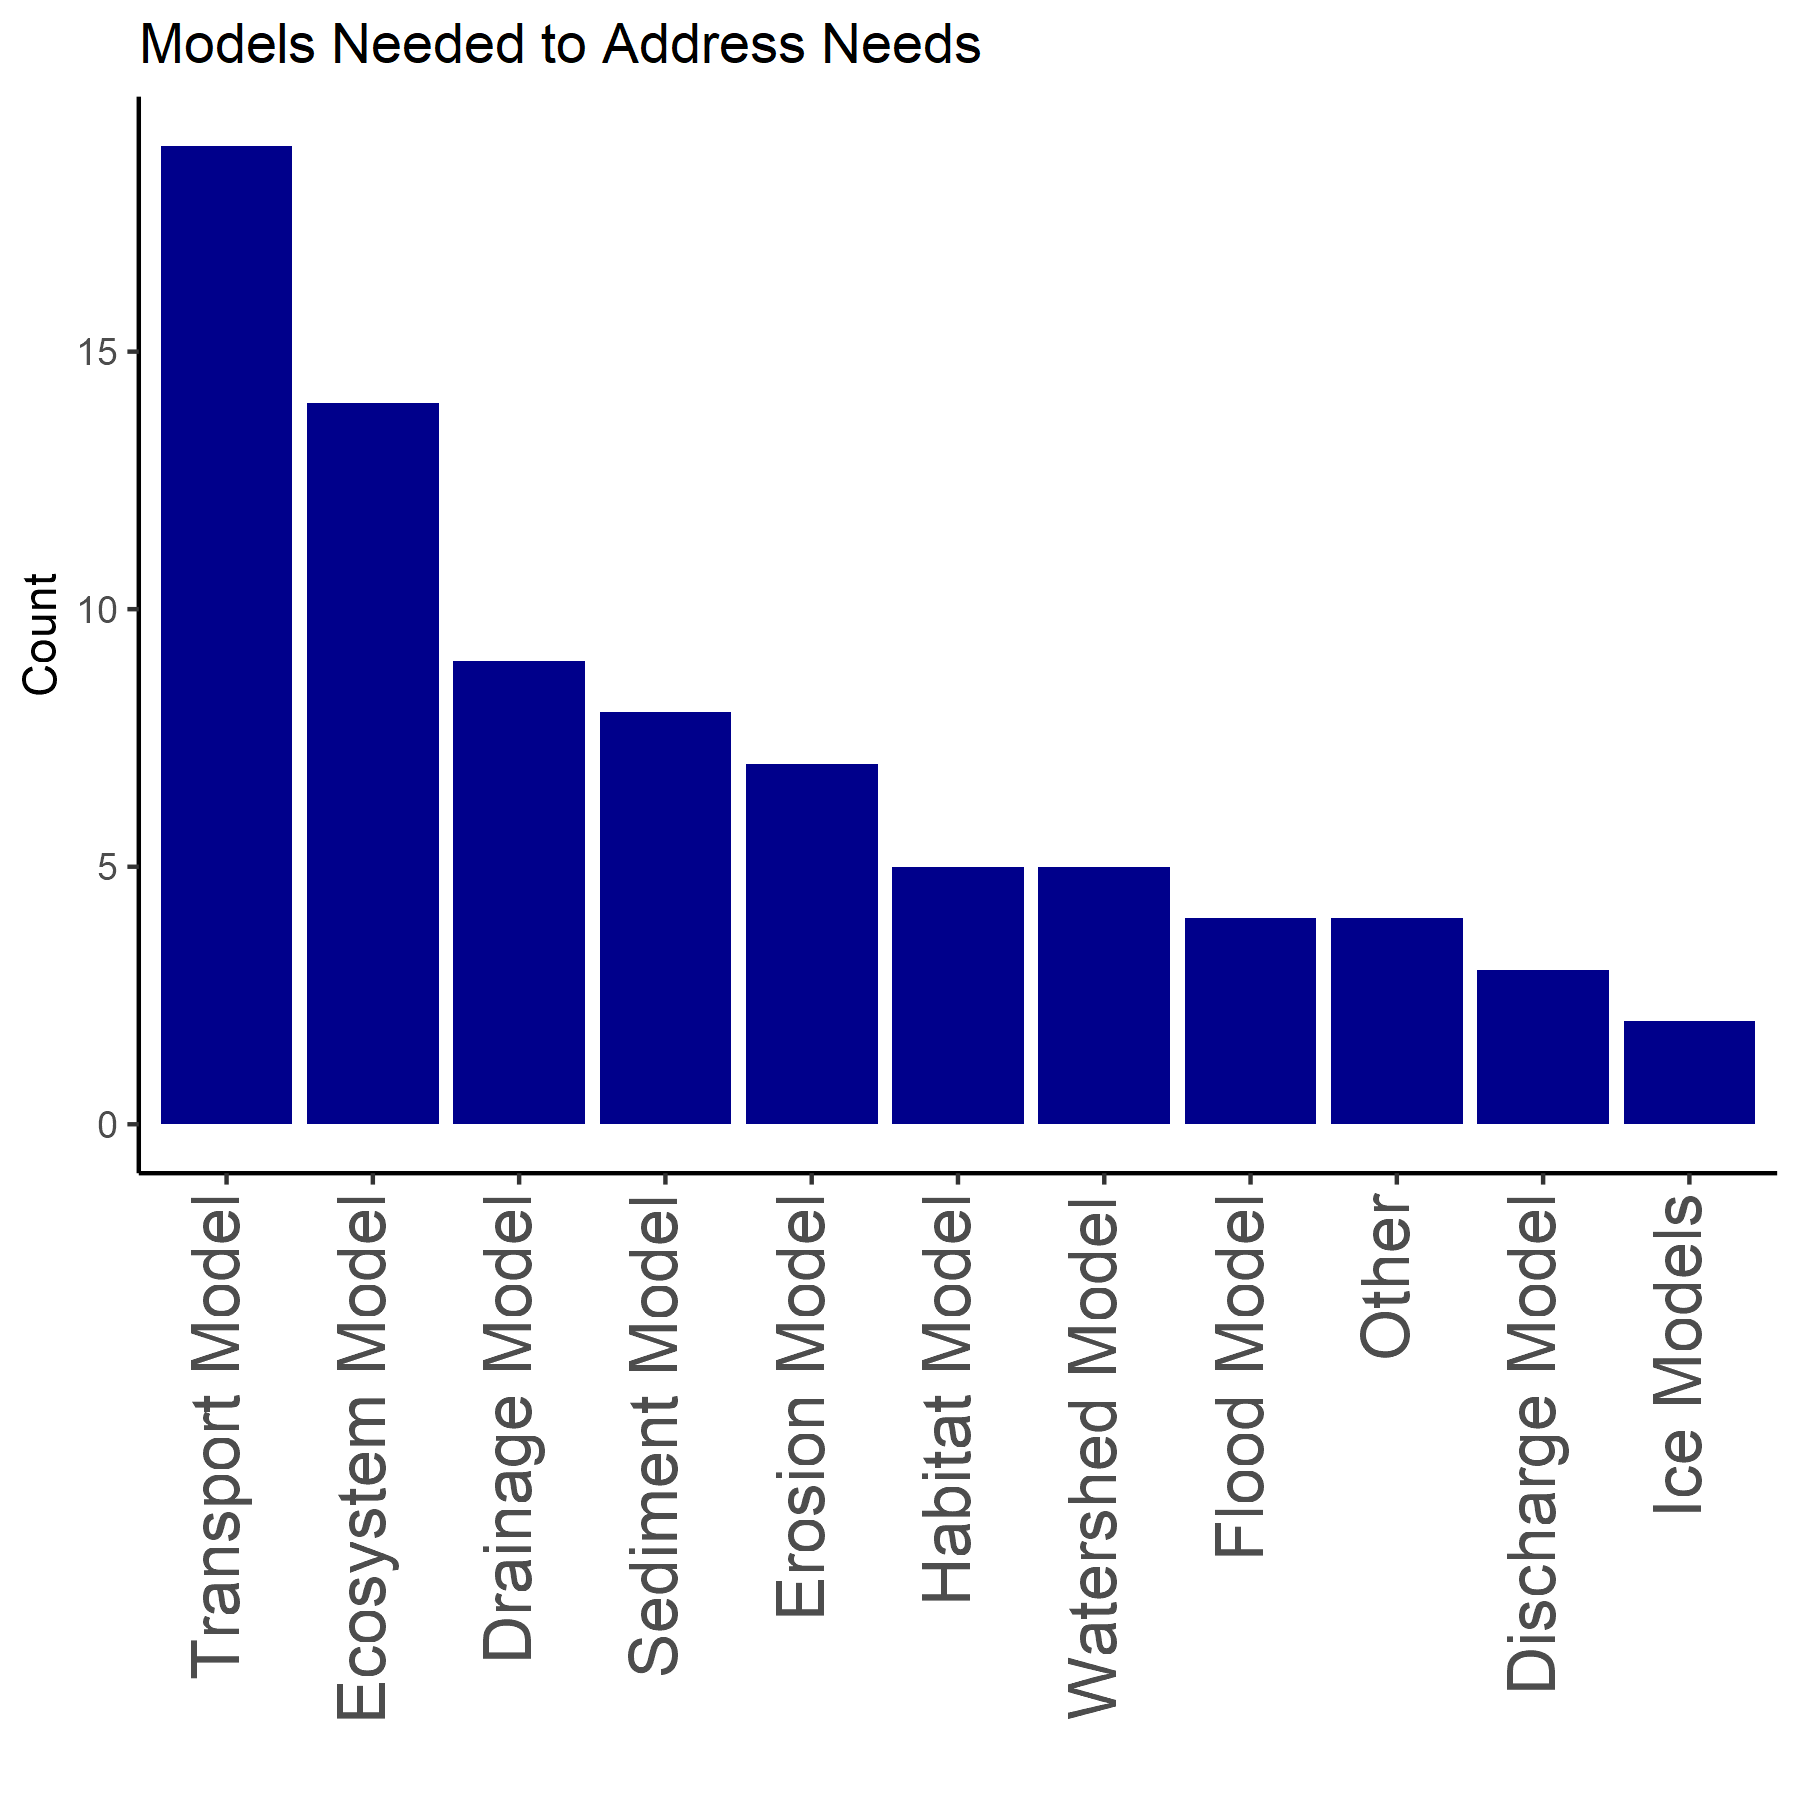 Models Needed to Address Needs
Count
15
10
5
0
Transport Model
Ecosystem Model
Drainage Model
Sediment Model
Erosion Model
Habitat Model
Watershed Model
Flood Model
Other
Discharge Model
Ice Models